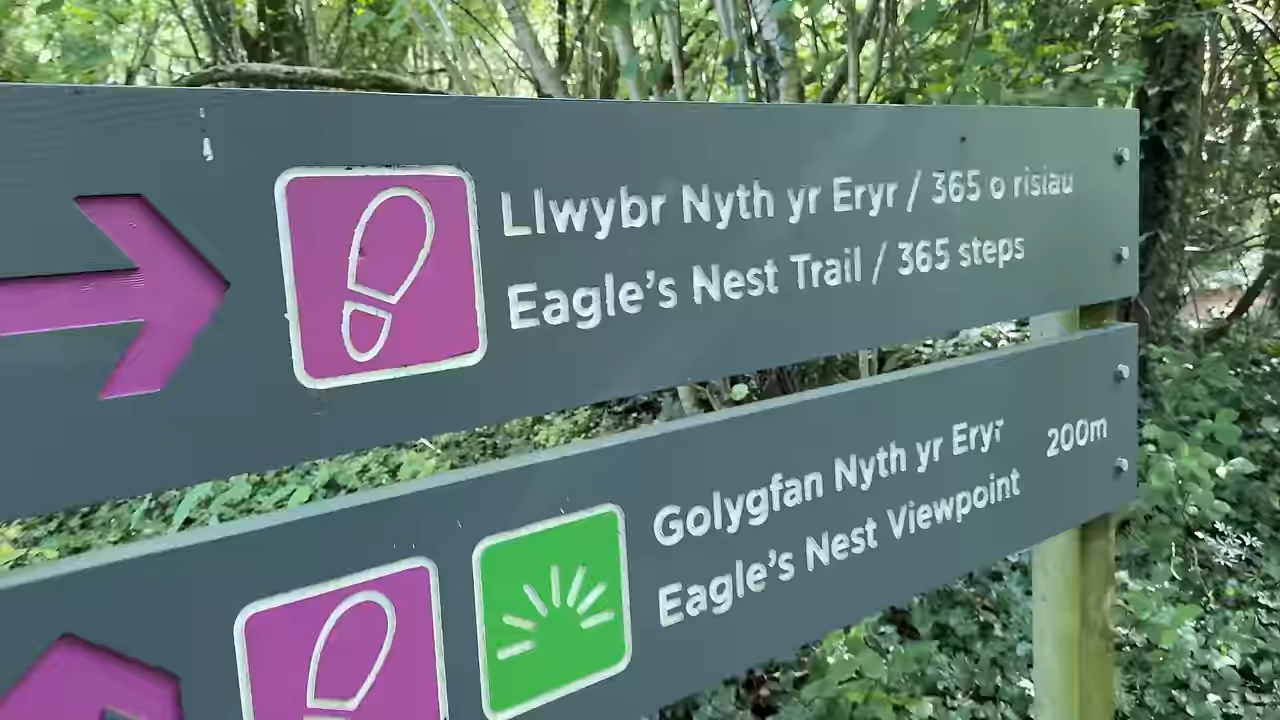 Llwybr Nyth yr Eryr / 365 o risiau
Eagle's Nest Trail / 365 steps
Golygfan Nyth yr Eryr
Eagle's Nest Viewpoint
200m